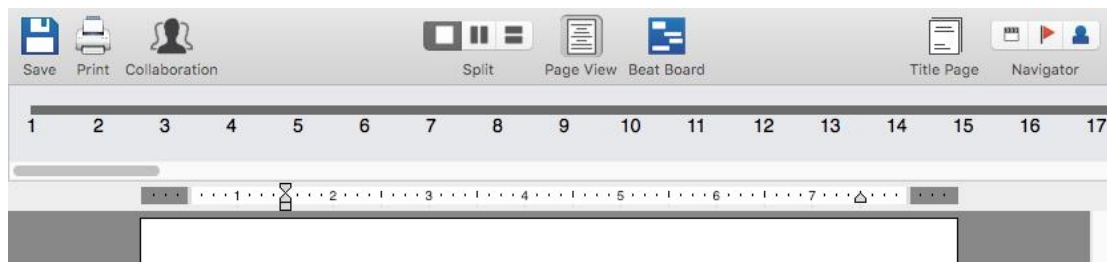 Save Print Collaboration Split Page View Beat Board Title Page Navigator
1 2 3 4 5 6 7 8 9 10 11 12 13 14 15 16 17
1 2 3 4 5 6 7